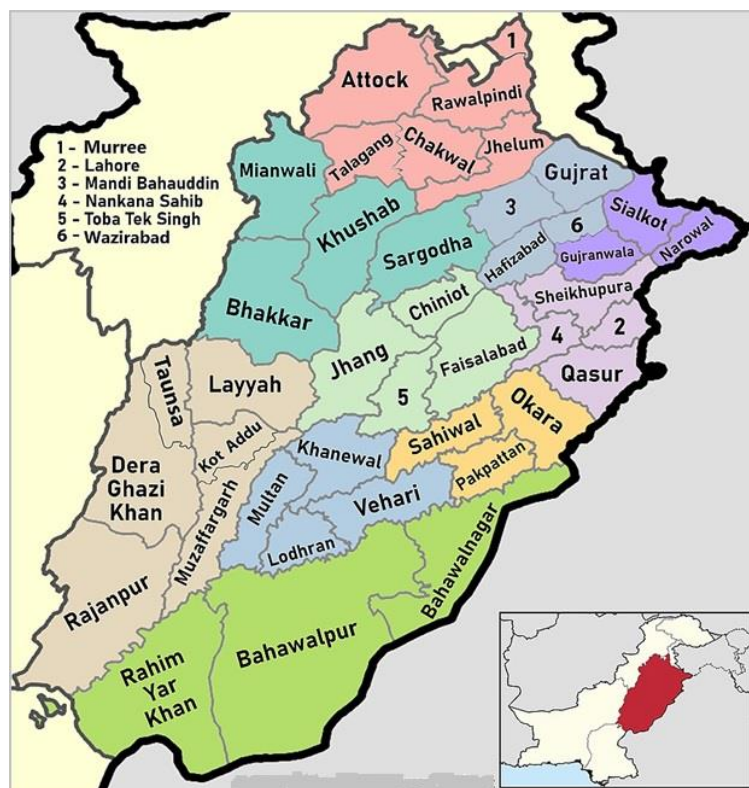 1
Attock
Rawalpindi
1 - Murree
2 - Lahore
3 - Mandi Bahauddin
4 - Nankana Sahib
5 - Toba Tek Singh
6 - Wazirabad
Talagang
Chakwal
Jhelum
Mianwali
Gujrat
Khushab
3
6
Sialkot
Narowal
Sargodha
Hafizabad
Gujranwala
Bhakkar
Chiniot
Sheikhupura
4
2
Jhang
Faisalabad
Qasur
Taunsa
Layyah
5
Okara
Kot Addu
Khanewal
Sahiwal
Pakpattan
Dera
Ghazi
Khan
Multan
Vehari
Muzaffargarh
Lodhran
Bahawalnagar
Rajanpur
Bahawalpur
Rahim
Yar
Khan